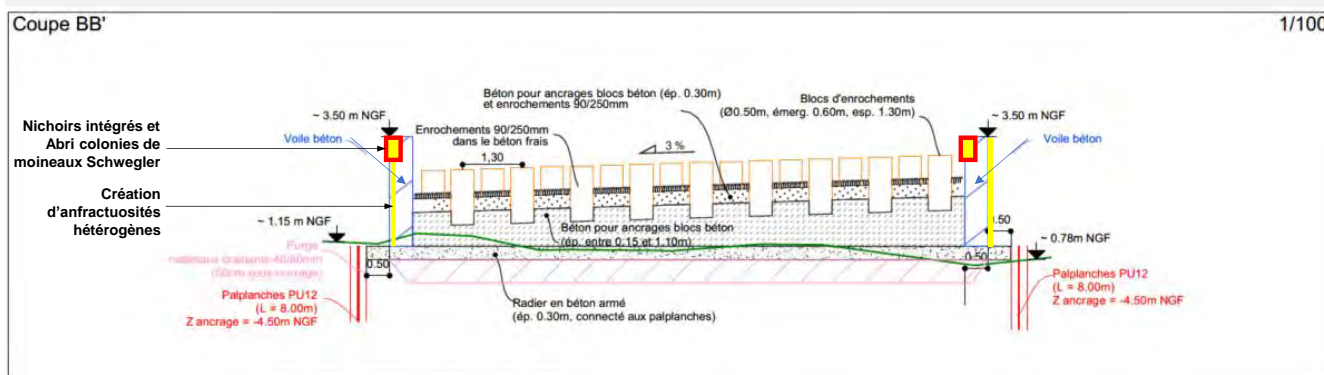 Coupe BB'
1/100
Béton pour ancrages blocs béton (ép. 0.30m)
et enrochements 90/250mm
Blocs d'enrochements
(Ø0.50m, émerg. 0.60m, esp. 1.30m)
~ 3.50 m NGF
~ 3.50 m NGF
Nichoirs intégrés et
Abri colonies de
moineaux Schwegler
Voile béton
Enrochements 90/250mm
dans le béton frais
3 %
Voile béton
1,30
Création
d'anfractuosités
hétérogènes
~ 1.15 m NGF
Béton pour ancrages blocs béton
(ép. entre 0.15 et 1.10m)
0.50
~ 0.78m NGF
Purge
matériaux drainants 40/80mm
0.50
0.50
Palplanches PU12
(L = 8.00m)
Z ancrage = -4.50m NGF
Palplanches PU12
(L = 8.00m)
Z ancrage = -4.50m NGF
Radier en béton armé
(ép. 0.30m, connecté aux palplanches)